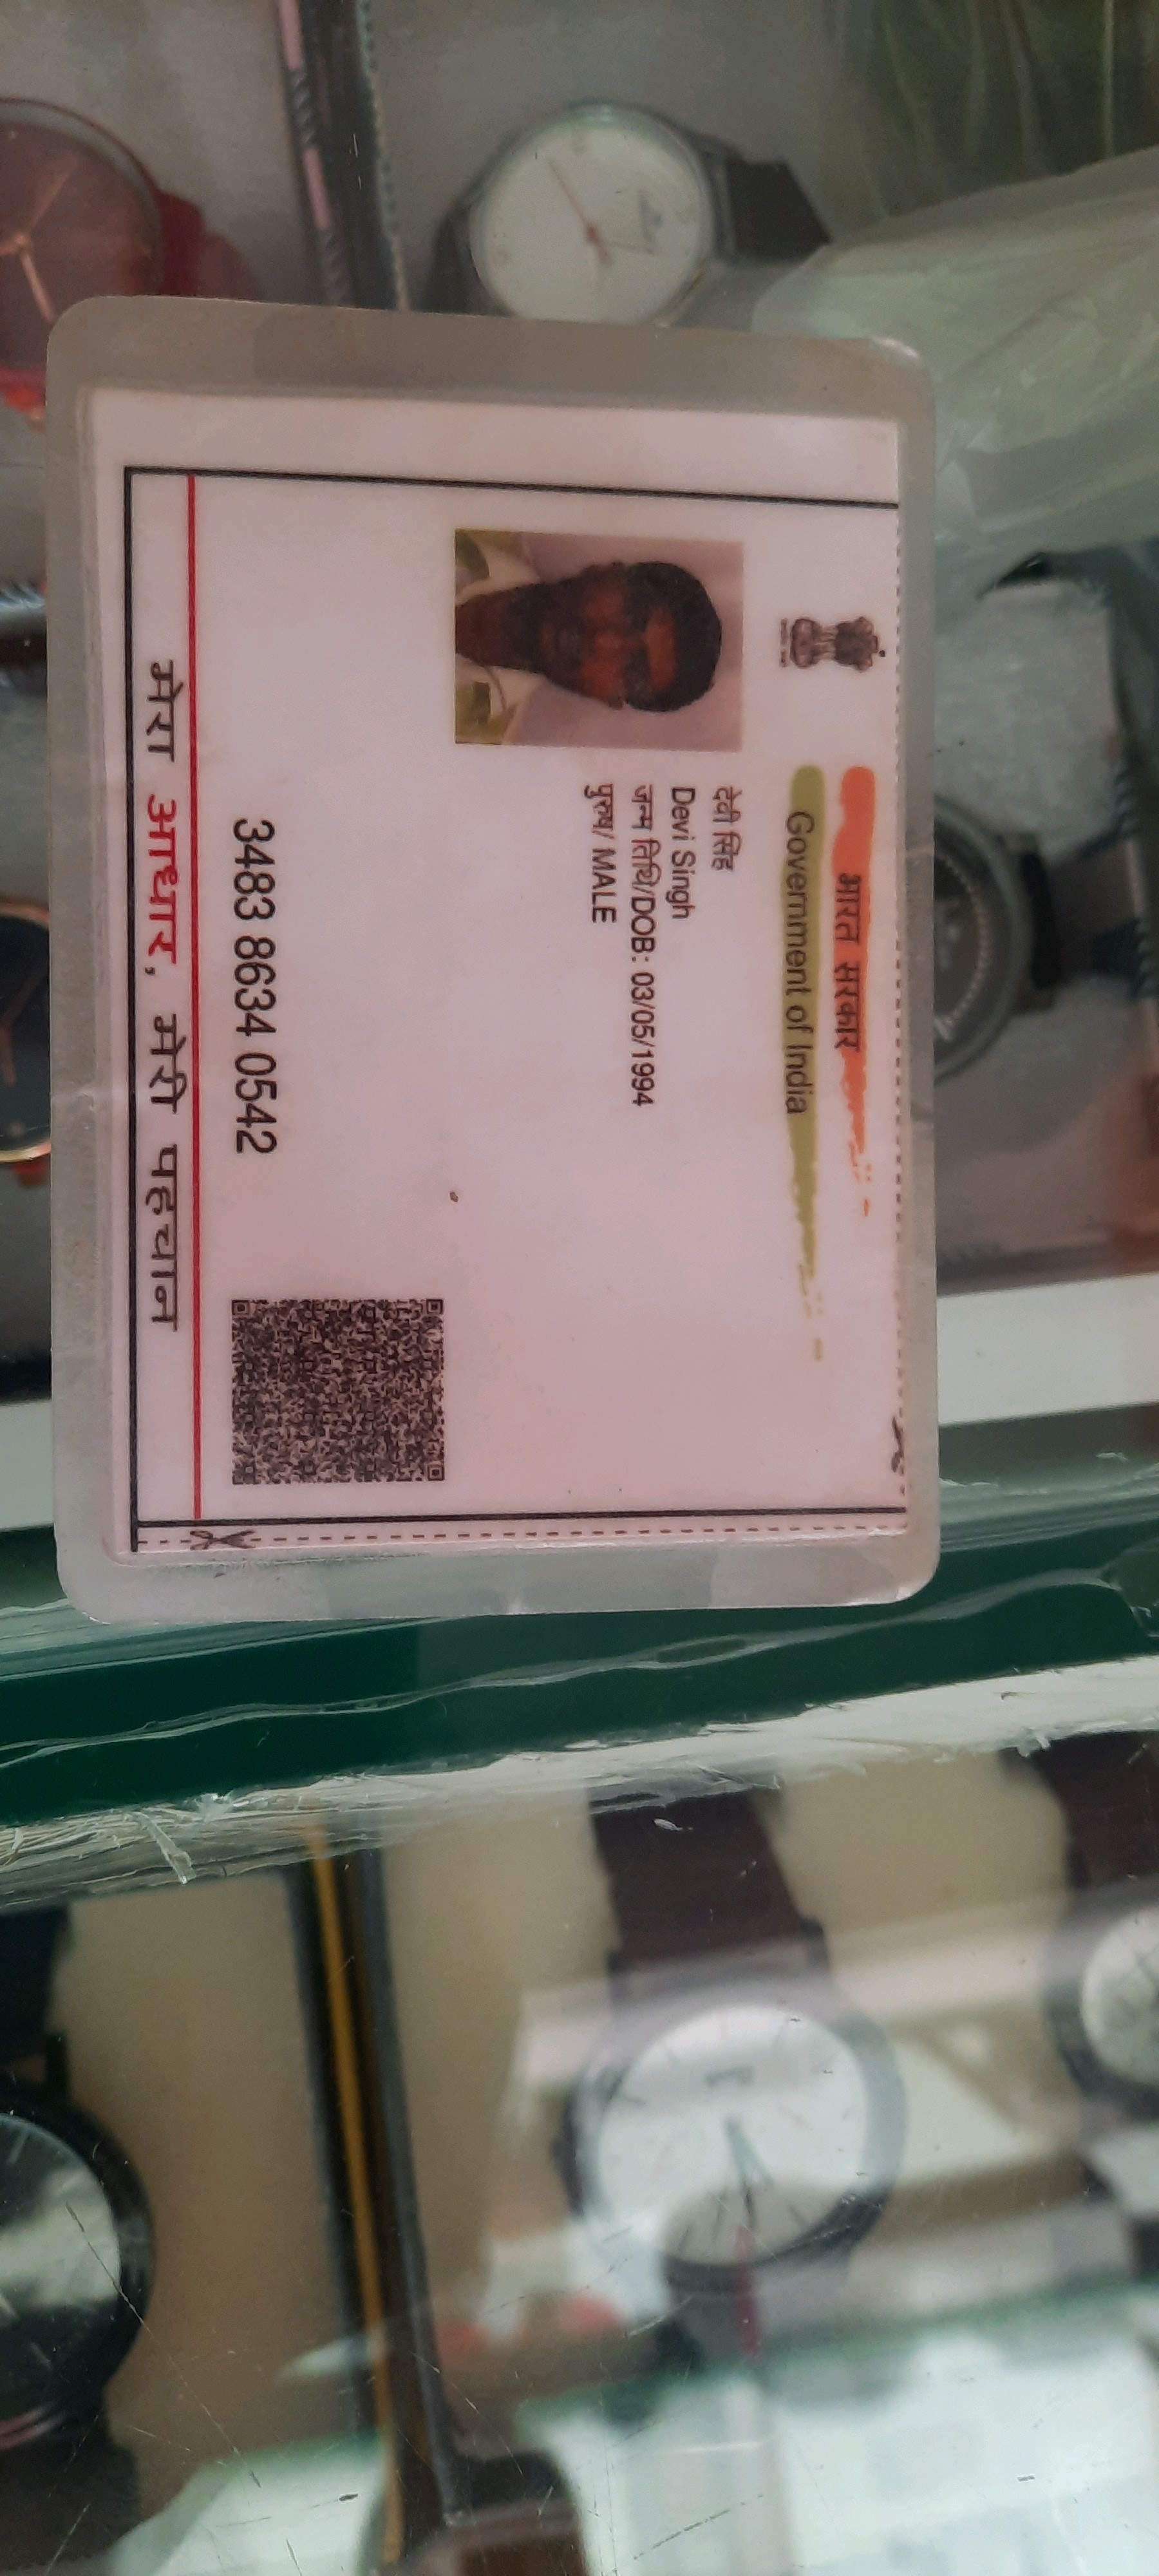 भारत सरकार
Government of India
देवी सिंह
Devi Singh
जन्म तिथि/DOB: 03/05/1994
पुरुष/ MALE
3483 8634 0542
मेरा आधार, मेरी पहचान